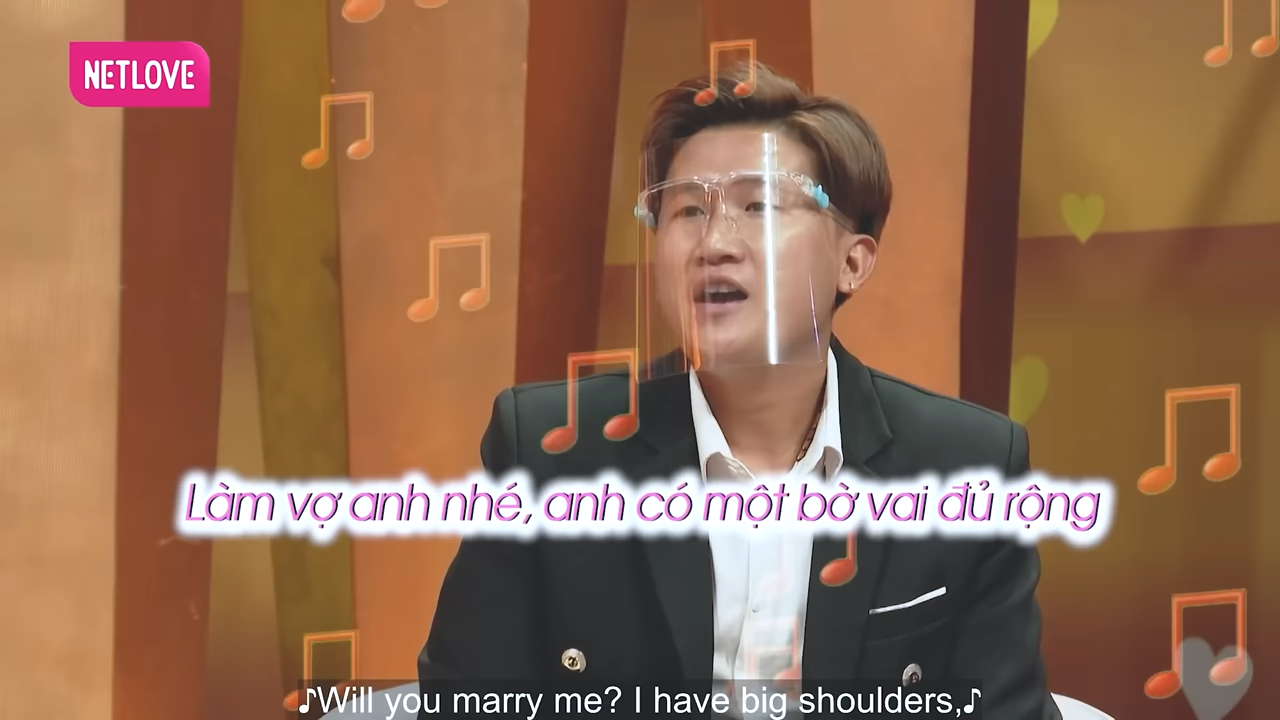 NETLOVE
Làm vợ anh nhé, anh có một bờ vai đủ rộng
♪Will you marry me? I have big shoulders,♪